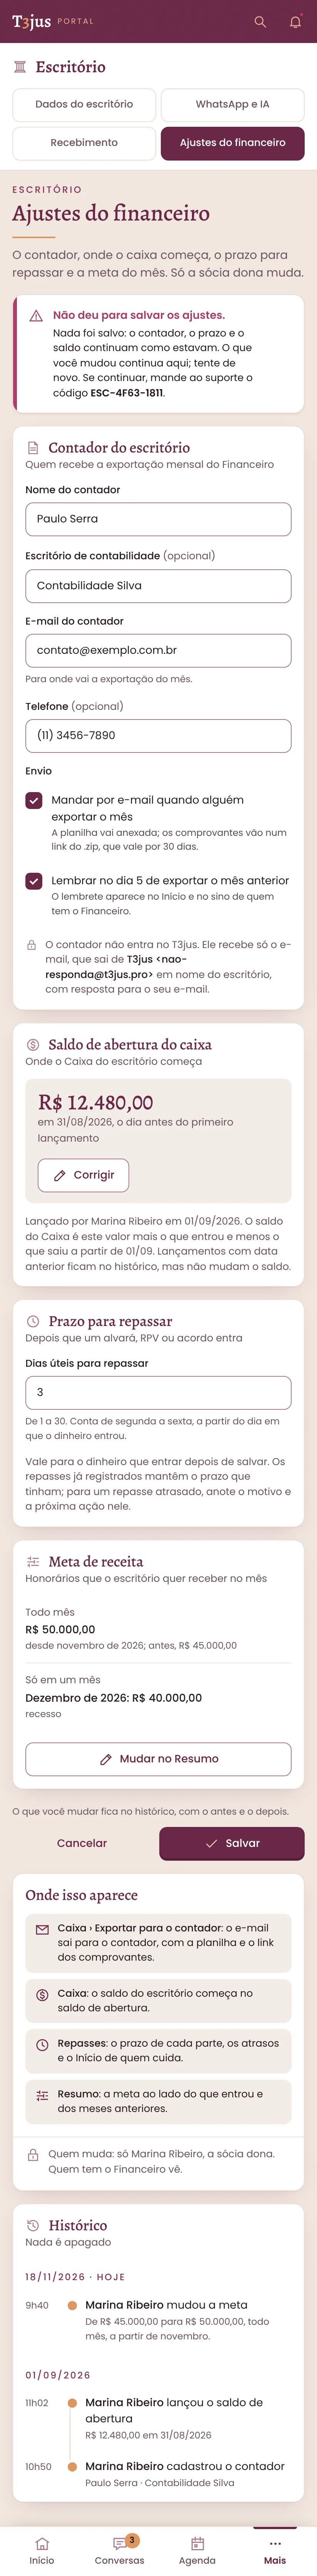 T3jus PORTAL
Escritório
Dados do escritório
WhatsApp e IA
Recebimento
Ajustes do financeiro
ESCRITÓRIO
Ajustes do financeiro
O contador, onde o caixa começa, o prazo para
repassar e a meta do mês. Só a sócia dona muda.
Não deu para salvar os ajustes.
Nada foi salvo: o contador, o prazo e o
saldo continuam como estavam. O que
você mudou continua aqui; tente de
novo. Se continuar, mande ao suporte o
código ESC-4F63-1811.
Contador do escritório
Quem recebe a exportação mensal do Financeiro
Nome do contador
Paulo Serra
Escritório de contabilidade (opcional)
Contabilidade Silva
E-mail do contador
contato@exemplo.com.br
Para onde vai a exportação do mês.
Telefone (opcional)
(11) 3456-7890
Envio
Mandar por e-mail quando alguém
exportar o mês
A planilha vai anexada; os comprovantes vão num
link do .zip, que vale por 30 dias.
Lembrar no dia 5 de exportar o mês anterior
O lembrete aparece no Início e no sino de quem
tem o Financeiro.
O contador não entra no T3jus. Ele recebe só o e-
mail, que sai de T3jus <nao-
responda@t3jus.pro> em nome do escritório,
com resposta para o seu e-mail.
Saldo de abertura do caixa
Onde o Caixa do escritório começa
R$ 12.480,00
em 31/08/2026, o dia antes do primeiro
lançamento
Corrigir
Lançado por Marina Ribeiro em 01/09/2026. O saldo
do Caixa é este valor mais o que entrou e menos o
que saiu a partir de 01/09. Lançamentos com data
anterior ficam no histórico, mas não mudam o saldo.
Prazo para repassar
Depois que um alvará, RPV ou acordo entra
Dias úteis para repassar
3
De 1 a 30. Conta de segunda a sexta, a partir do dia em
que o dinheiro entrou.
Vale para o dinheiro que entrar depois de salvar. Os
repasses já registrados mantêm o prazo que
tinham; para um repasse atrasado, anote o motivo e
a próxima ação nele.
Meta de receita
Honorários que o escritório quer receber no mês
Todo mês
R$ 50.000,00
desde novembro de 2026; antes, R$ 45.000,00
Só em um mês
Dezembro de 2026: R$ 40.000,00
recesso
Mudar no Resumo
O que você mudar fica no histórico, com o antes e o depois.
Cancelar
Salvar
Onde isso aparece
Caixa › Exportar para o contador: o e-mail
sai para o contador, com a planilha e o link
dos comprovantes.
Caixa: o saldo do escritório começa no
saldo de abertura.
Repasses: o prazo de cada parte, os atrasos
e o Início de quem cuida.
Resumo: a meta ao lado do que entrou e
dos meses anteriores.
Quem muda: só Marina Ribeiro, a sócia dona.
Quem tem o Financeiro vê.
Histórico
Nada é apagado
18/11/2026 · HOJE
9h40
Marina Ribeiro mudou a meta
De R$ 45.000,00 para R$ 50.000,00, todo
mês, a partir de novembro.
01/09/2026
11h02
Marina Ribeiro lançou o saldo de
abertura
R$ 12.480,00 em 31/08/2026
10h50
Marina Ribeiro cadastrou o contador
Paulo Serra · Contabilidade Silva
Início
3
Conversas
Agenda
Mais